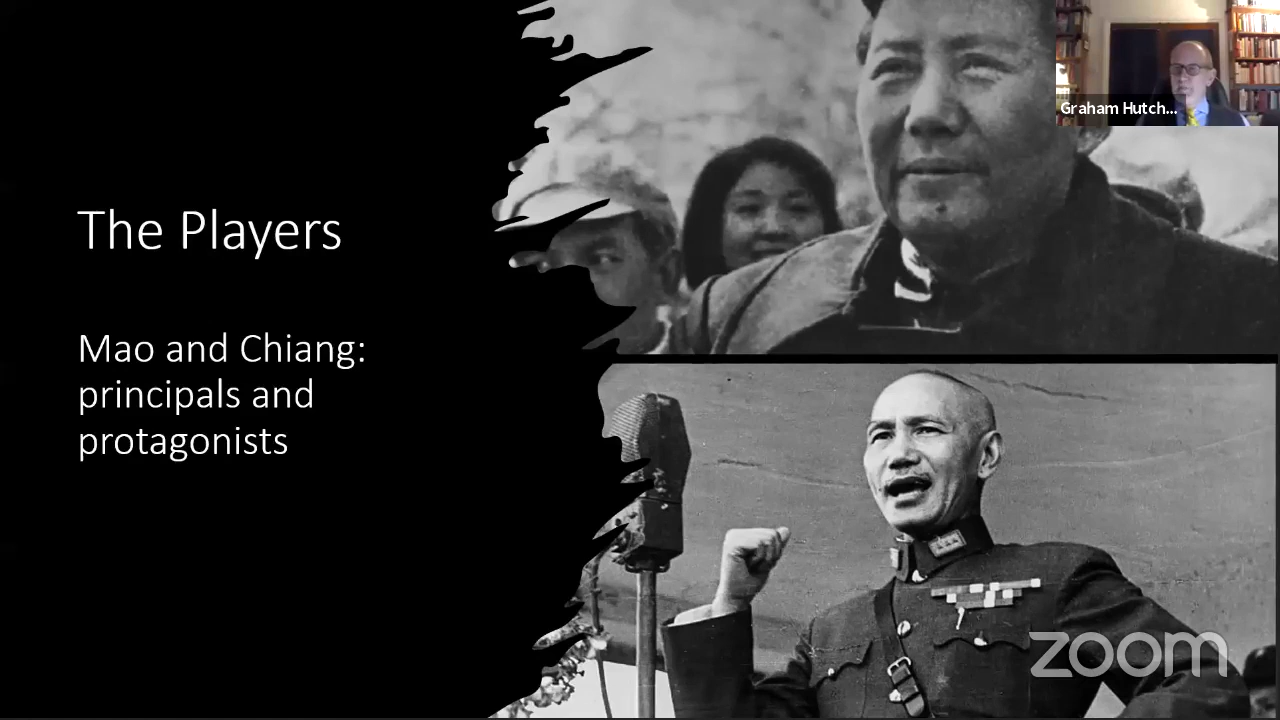 Graham Hutch...
The Players
Mao and Chiang:
principals and
protagonists
zoom